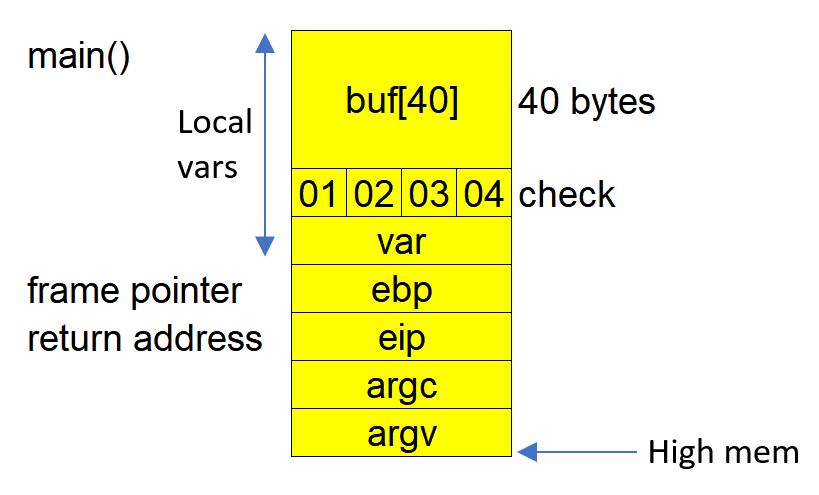 main()
buf[40]
40 bytes
Local
vars
01 02 03 04
check
var
frame pointer
ebp
return address
eip
argc
argv
High mem